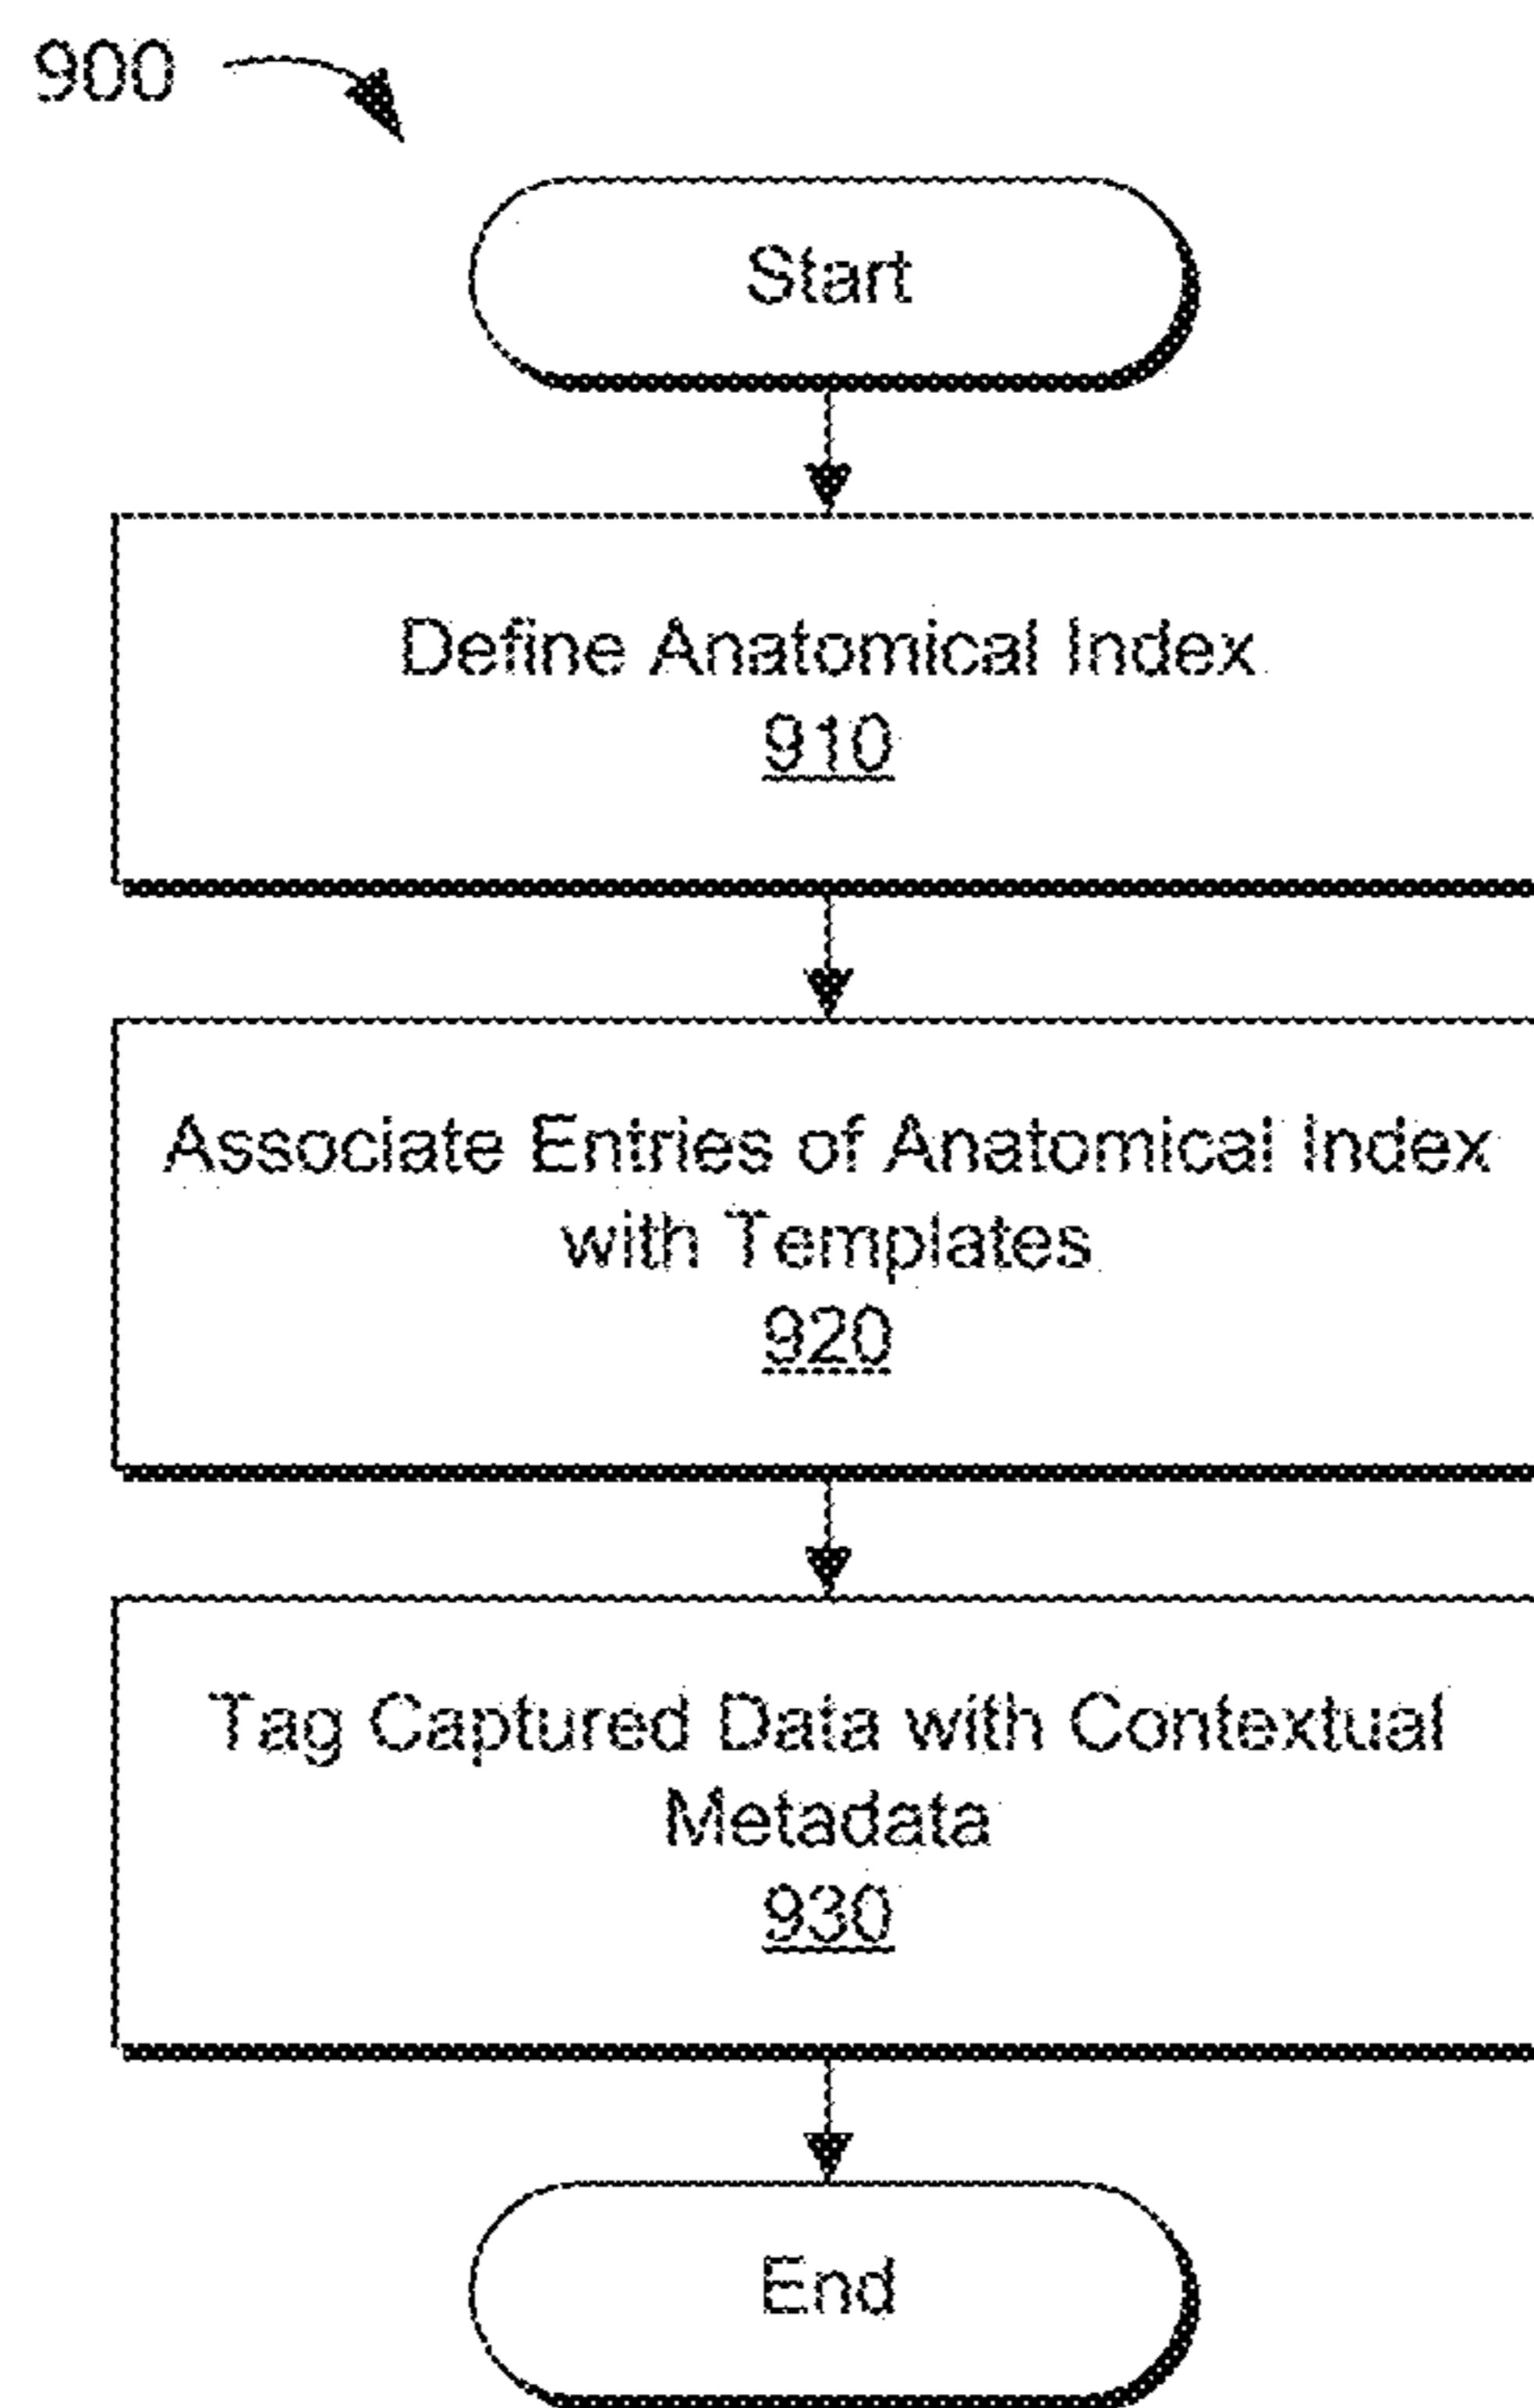 900
Start
Define Anatomical Index
910
Associate Entries of Anatomical Index
with Templates
920
Tag Captured Data with Contextual
Metadata
930
End